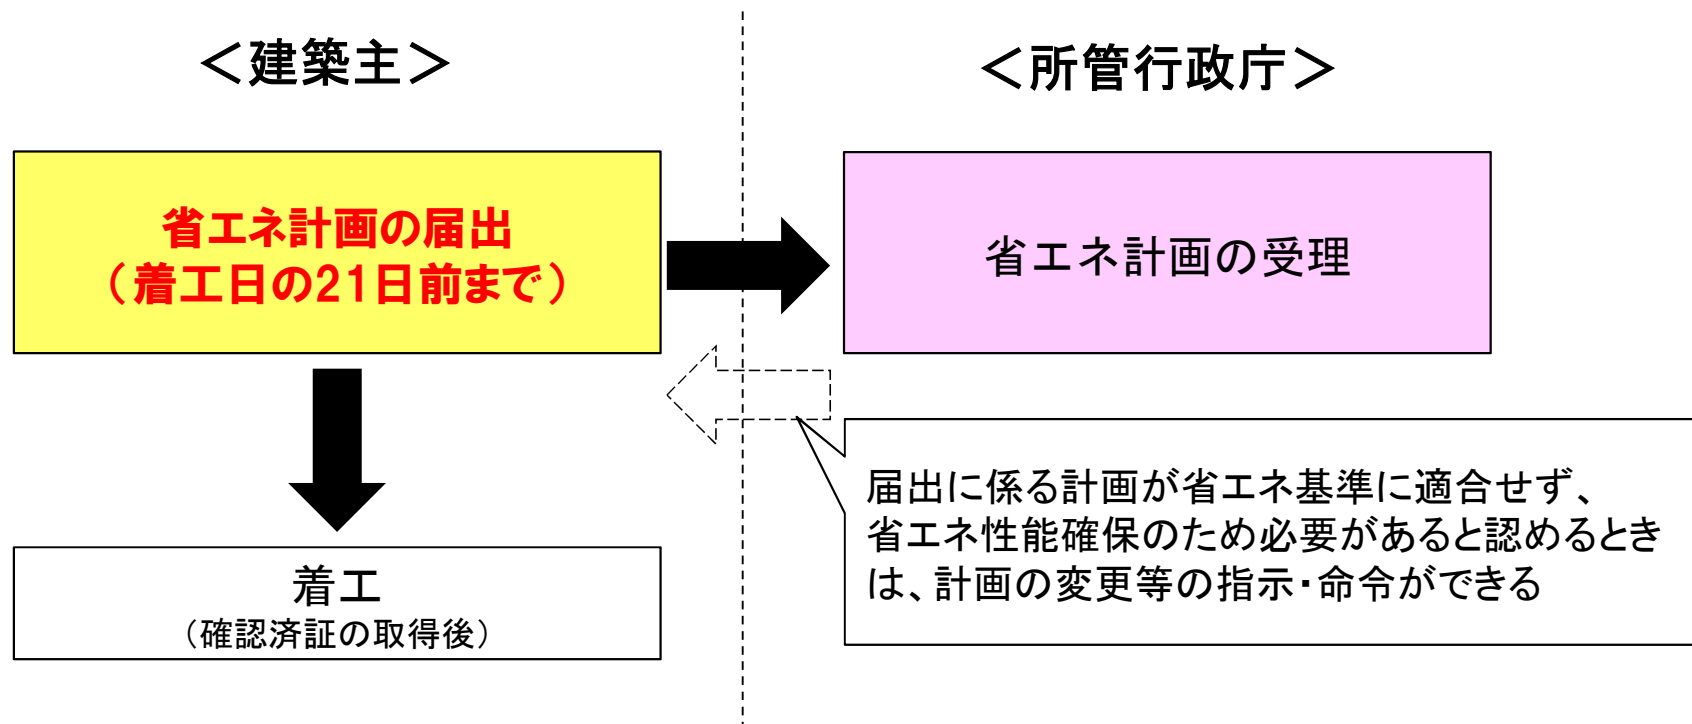 ＜建築主＞
＜所管行政庁＞
省エネ計画の届出
（着工日の21日前まで）
省エネ計画の受理
届出に係る計画が省エネ基準に適合せず、
省エネ性能確保のため必要があると認めるとき
は、計画の変更等の指示・命令ができる
着工
（確認済証の取得後）